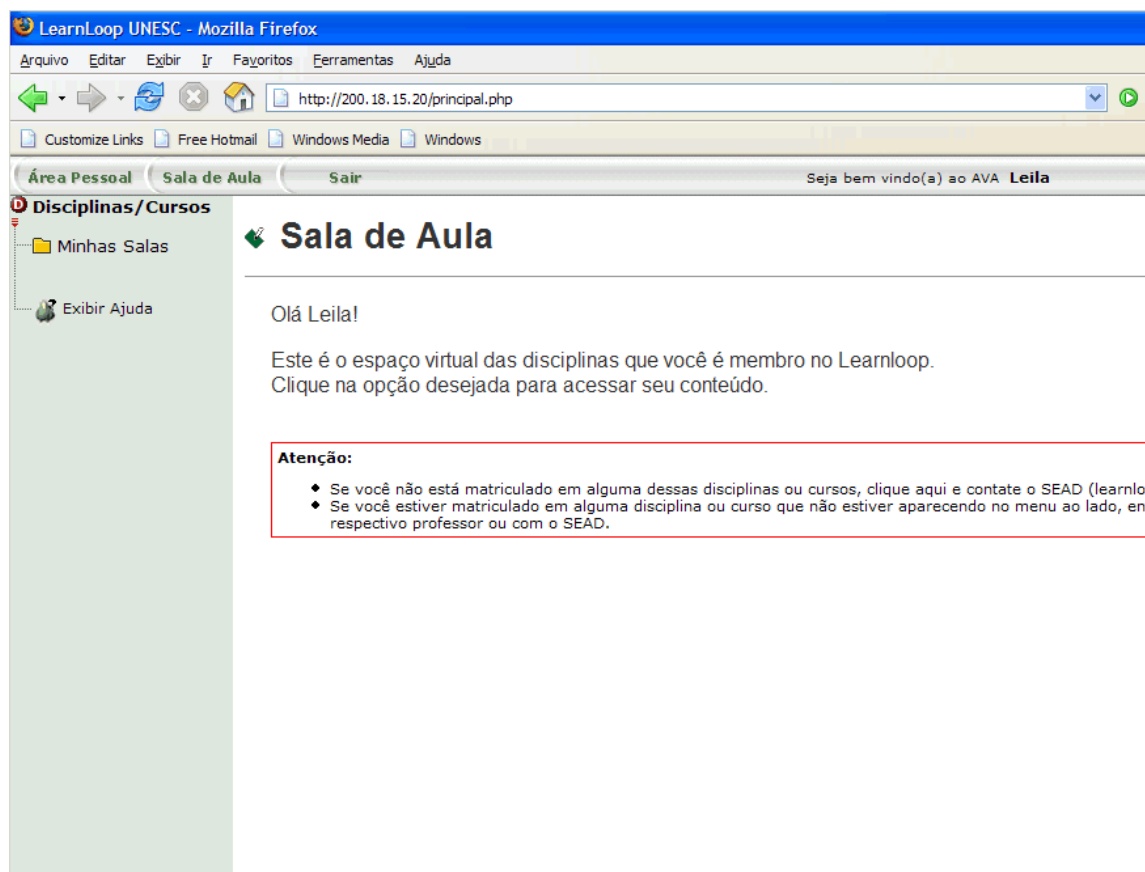 LearnLoop UNESC - Mozilla Firefox
Arquivo Editar Exibir Ir Favoritos Ferramentas Ajuda
http://200.18.15.20/principal.php
Customize Links Free Hotmail Windows Media Windows
Área Pessoal Sala de Aula Sair Seja bem vindo(a) ao AVA Leila
Disciplinas/Cursos
Minhas Salas
Exibir Ajuda
Sala de Aula
Olá Leila!
Este é o espaço virtual das disciplinas que você é membro no Learnloop.
Clique na opção desejada para acessar seu conteúdo.
Atenção:
Se você não está matriculado em alguma dessas disciplinas ou cursos, clique aqui e contate o SEAD (learnlo
Se você estiver matriculado em alguma disciplina ou curso que não estiver aparecendo no menu ao lado, en
respectivo professor ou com o SEAD.